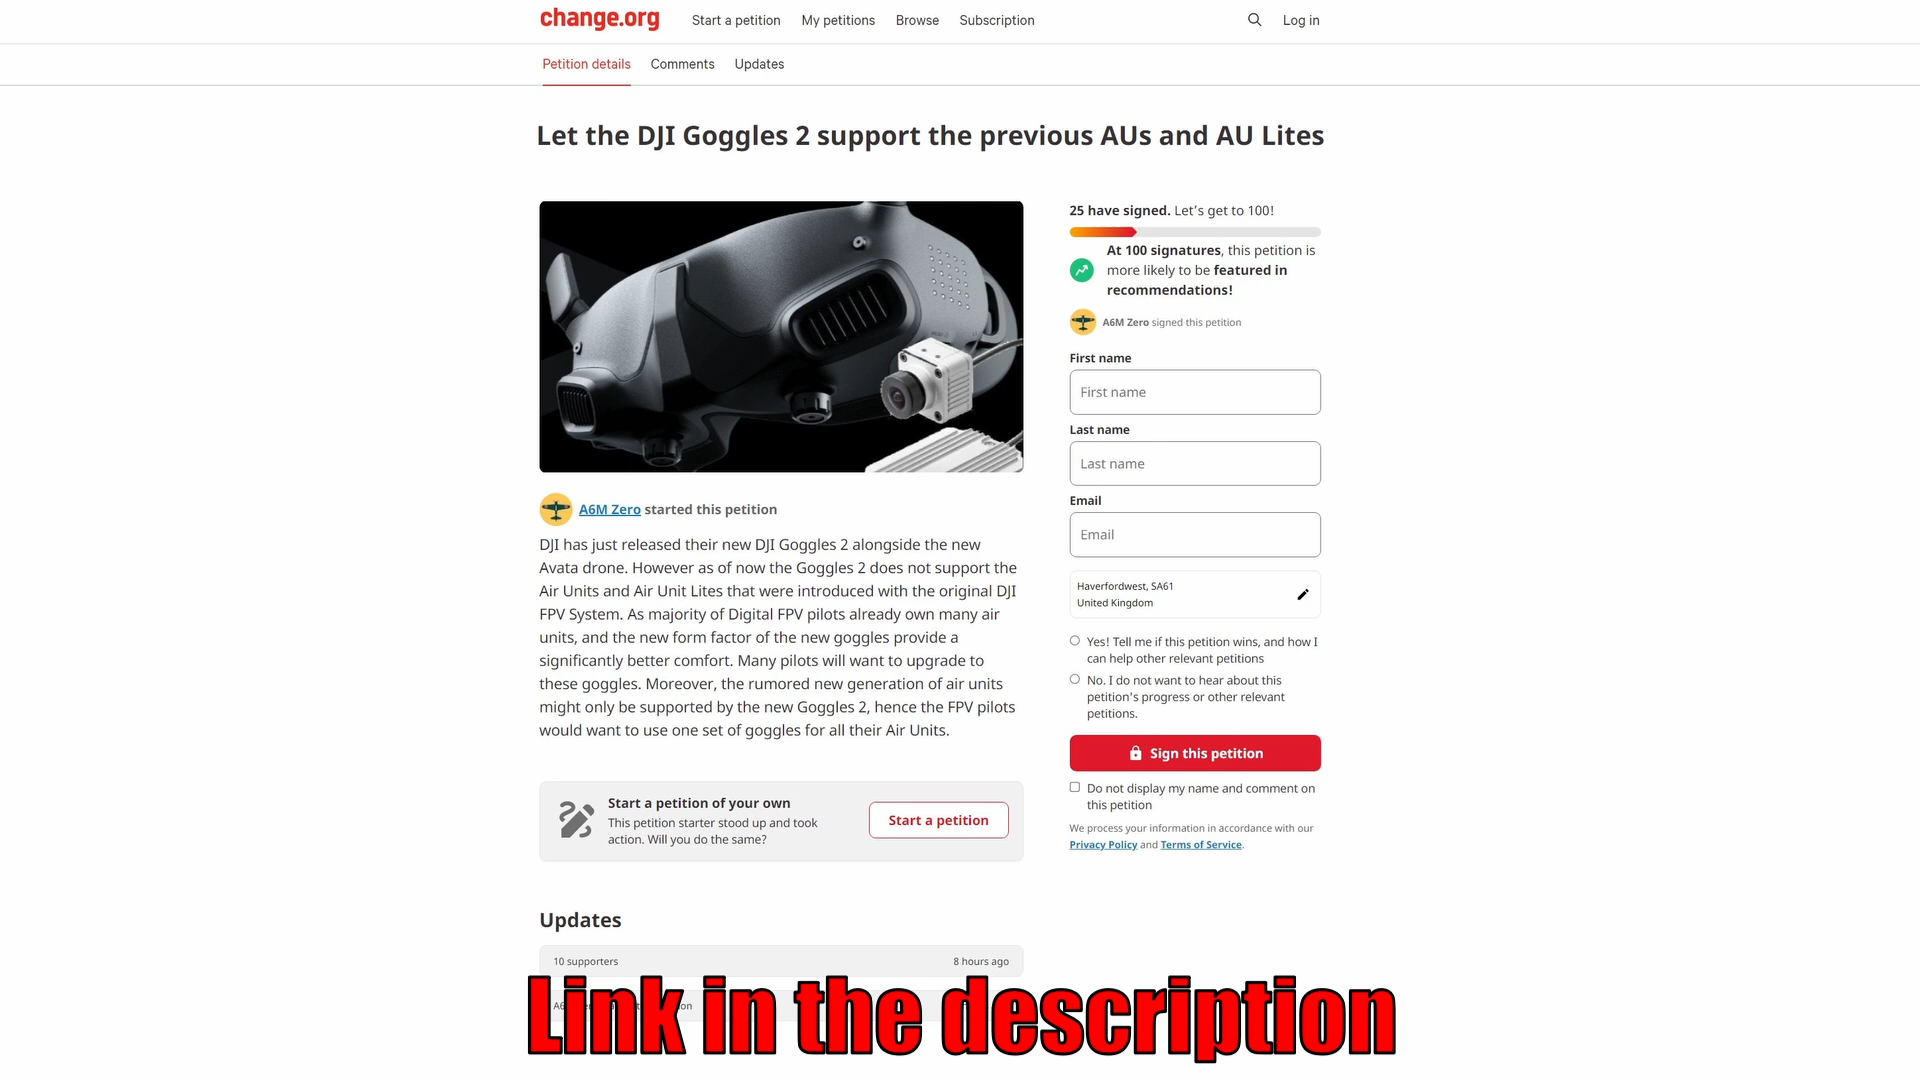 change.org
Start a petition
My petitions
Browse
Subscription
Log in
Petition details
Comments
Updates
Let the DJI Goggles 2 support the previous AUs and AU Lites
A6M Zero started this petition
DJI has just released their new DJI Goggles 2 alongside the new
Avata drone. However as of now the Goggles 2 does not support the
Air Units and Air Unit Lites that were introduced with the original DJI
FPV System. As majority of Digital FPV pilots already own many air
units, and the new form factor of the new goggles provide a
significantly better comfort. Many pilots will want to upgrade to
these goggles. Moreover, the rumored new generation of air units
might only be supported by the new Goggles 2, hence the FPV pilots
would want to use one set of goggles for all their Air Units.
Start a petition of your own
This petition starter stood up and took
action. Will you do the same?
Start a petition
Updates
10 supporters
8 hours ago
25 have signed. Let's get to 100!
At 100 signatures, this petition is
more likely to be featured in
recommendations!
A6M Zero signed this petition
First name
First name
Last name
Last name
Email
Email
Haverfordwest, SA61
United Kingdom
Yes! Tell me if this petition wins, and how I
can help other relevant petitions
No. I do not want to hear about this
petition's progress or other relevant
petitions.
Sign this petition
Do not display my name and comment on
this petition
We process your information in accordance with our
Privacy Policy and Terms of Service.
Link in the description